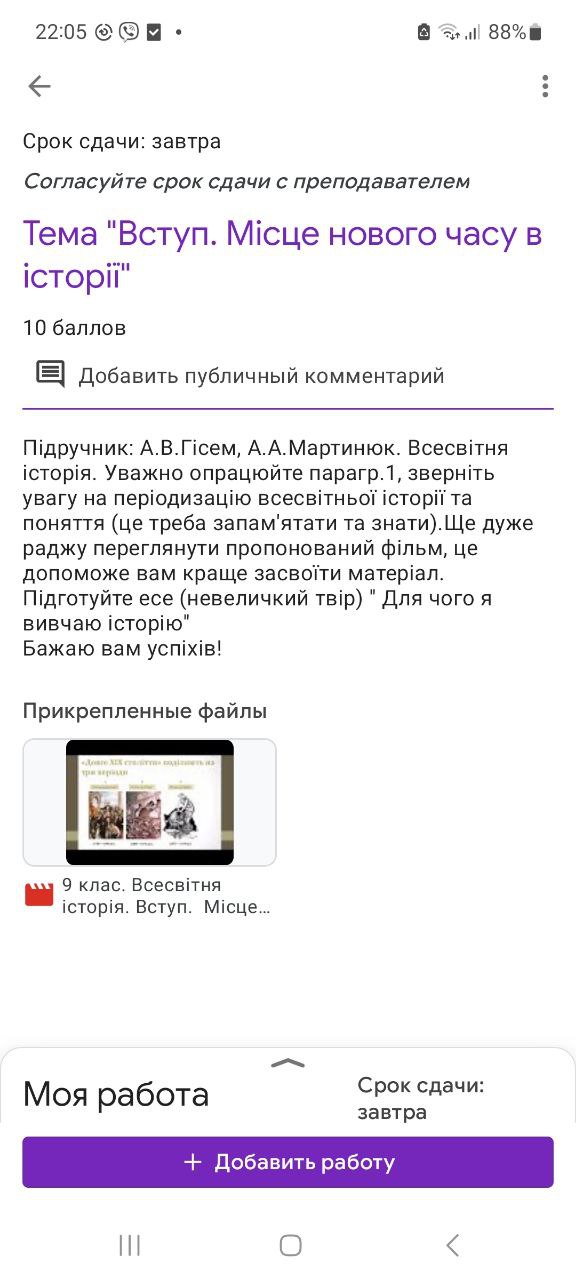 22:05
88%
Срок сдачи: завтра
Согласуйте срок сдачи с преподавателем
Тема "Вступ. Місце нового часу в
історії"
10 баллов
Добавить публичный комментарий
Підручник: А.В.Гісем, А.А.Мартинюк. Всесвітня
історія. Уважно опрацюйте парагр.1, зверніть
увагу на періодизацію всесвітньої історії та
поняття (це треба запам'ятати та знати).Ще дуже
раджу переглянути пропонований фільм, це
допоможе вам краще засвоїти матеріал.
Підготуйте есе (невеличкий твір) " Для чого я
вивчаю історію"
Бажаю вам успіхів!
Прикрепленные файлы
«Довге XIX століття» поділяють на
три періоди
9 клас. Всесвітня
історія. Вступ. Місце...
Моя работа
Срок сдачи:
завтра
+ Добавить работу